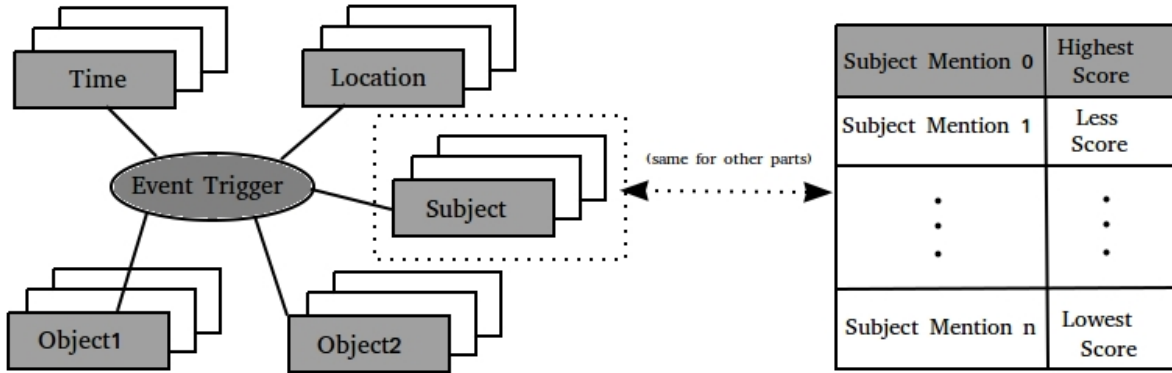 Time
Location
Event Trigger
Subject
Object1
Object2
(same for other parts)
Subject Mention 0
Highest
Score
Subject Mention 1
Less
Score
Subject Mention n
Lowest
Score